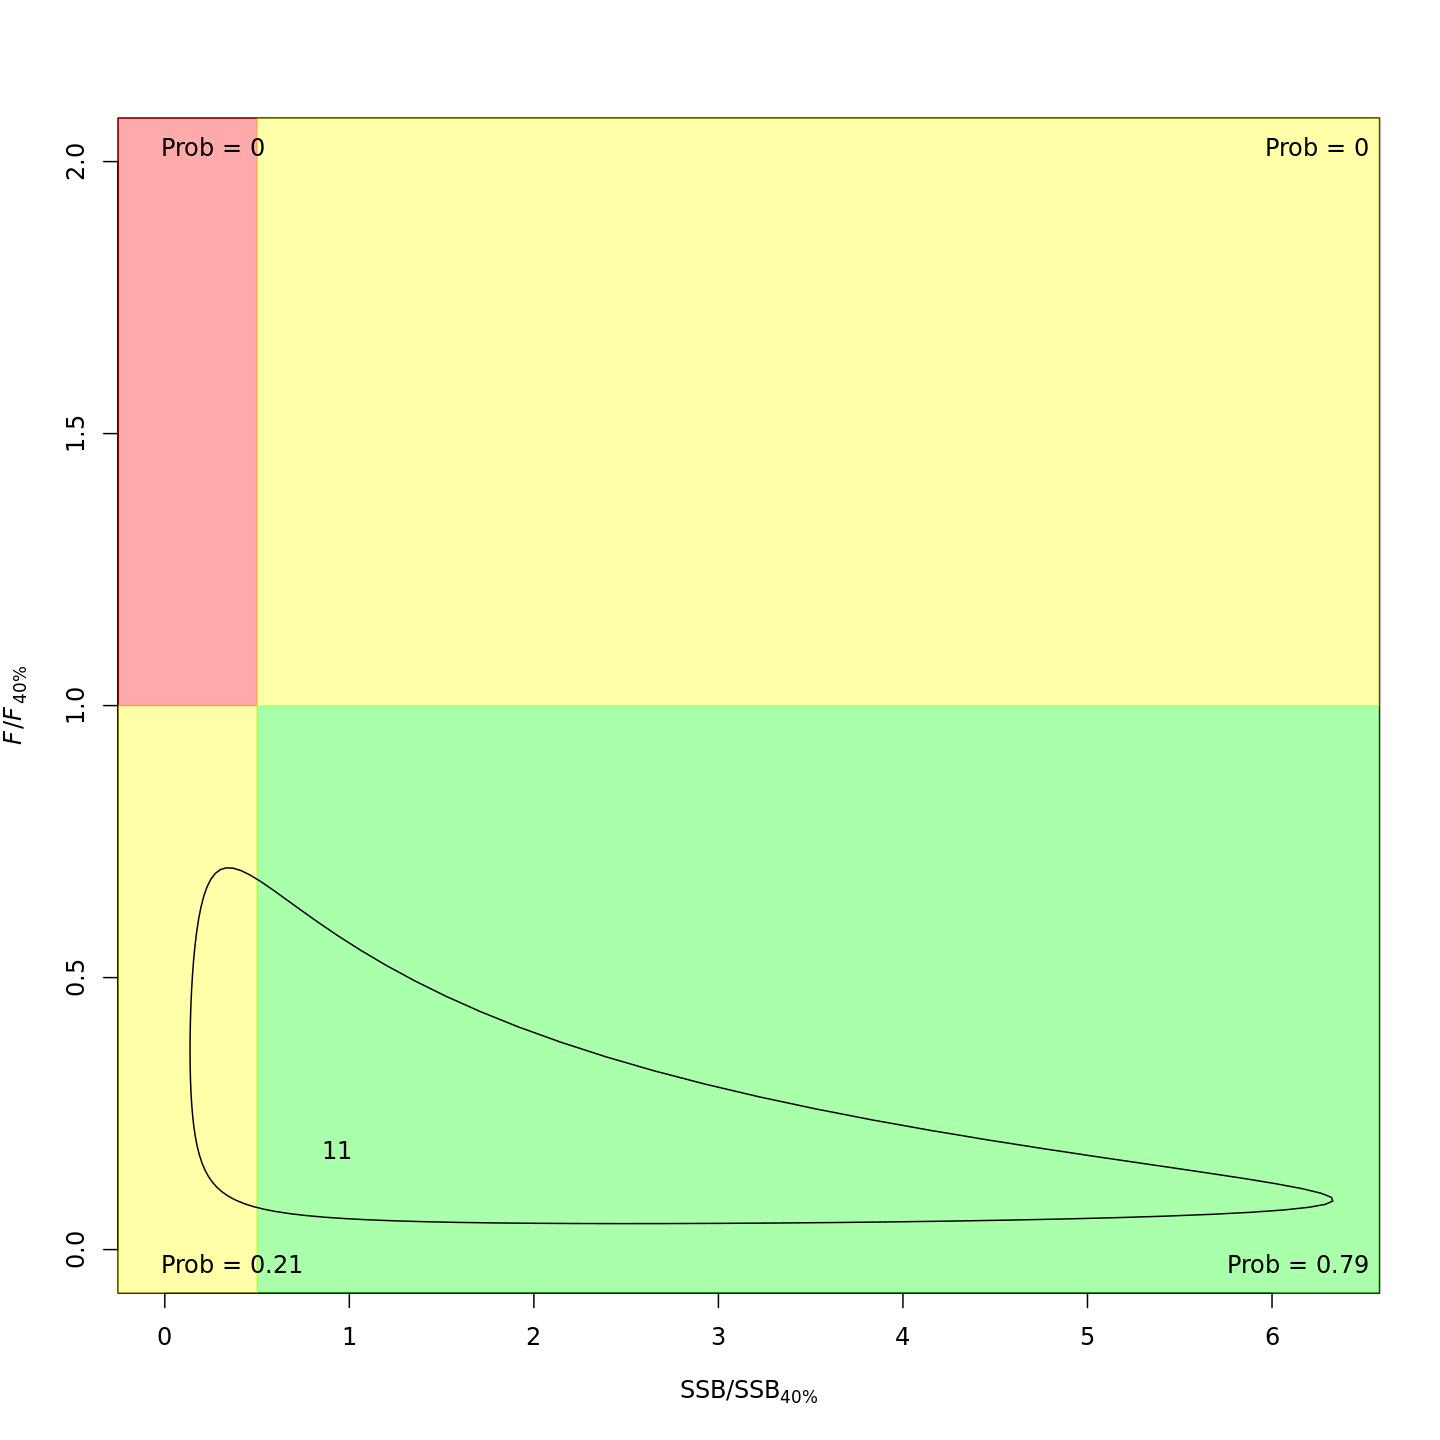 Prob = 0
Prob = 0
2.0
1.5
1.0
0.5
0.0
F/F40%
11
Prob = 0.21
Prob = 0.79
0 1 2 3 4 5 6
SSB/SSB40%